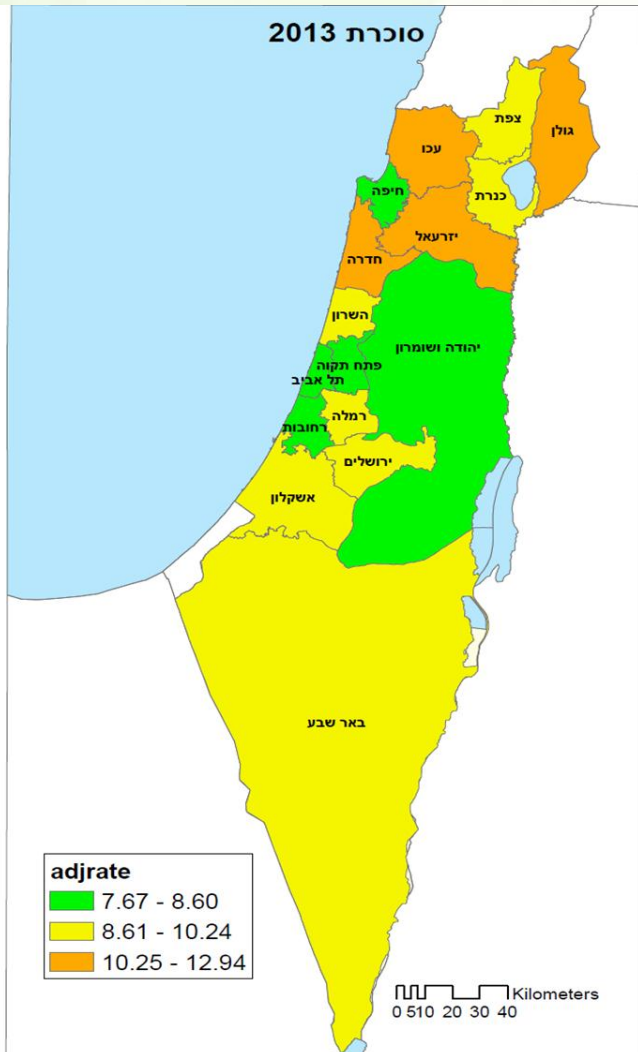 סוכרת 2013
צפת
גולן
עכו
חיפה
כנרת
יזרעאל
חדרה
השרון
יהודה ושומרון
פתח תקוה
תל אביב
רמלה
רחובות
ירושלים
אשקלון
באר שבע
adjrate
7.67 - 8.60
8.61 - 10.24
10.25 - 12.94
Kilometers
0 5 10 20 30 40